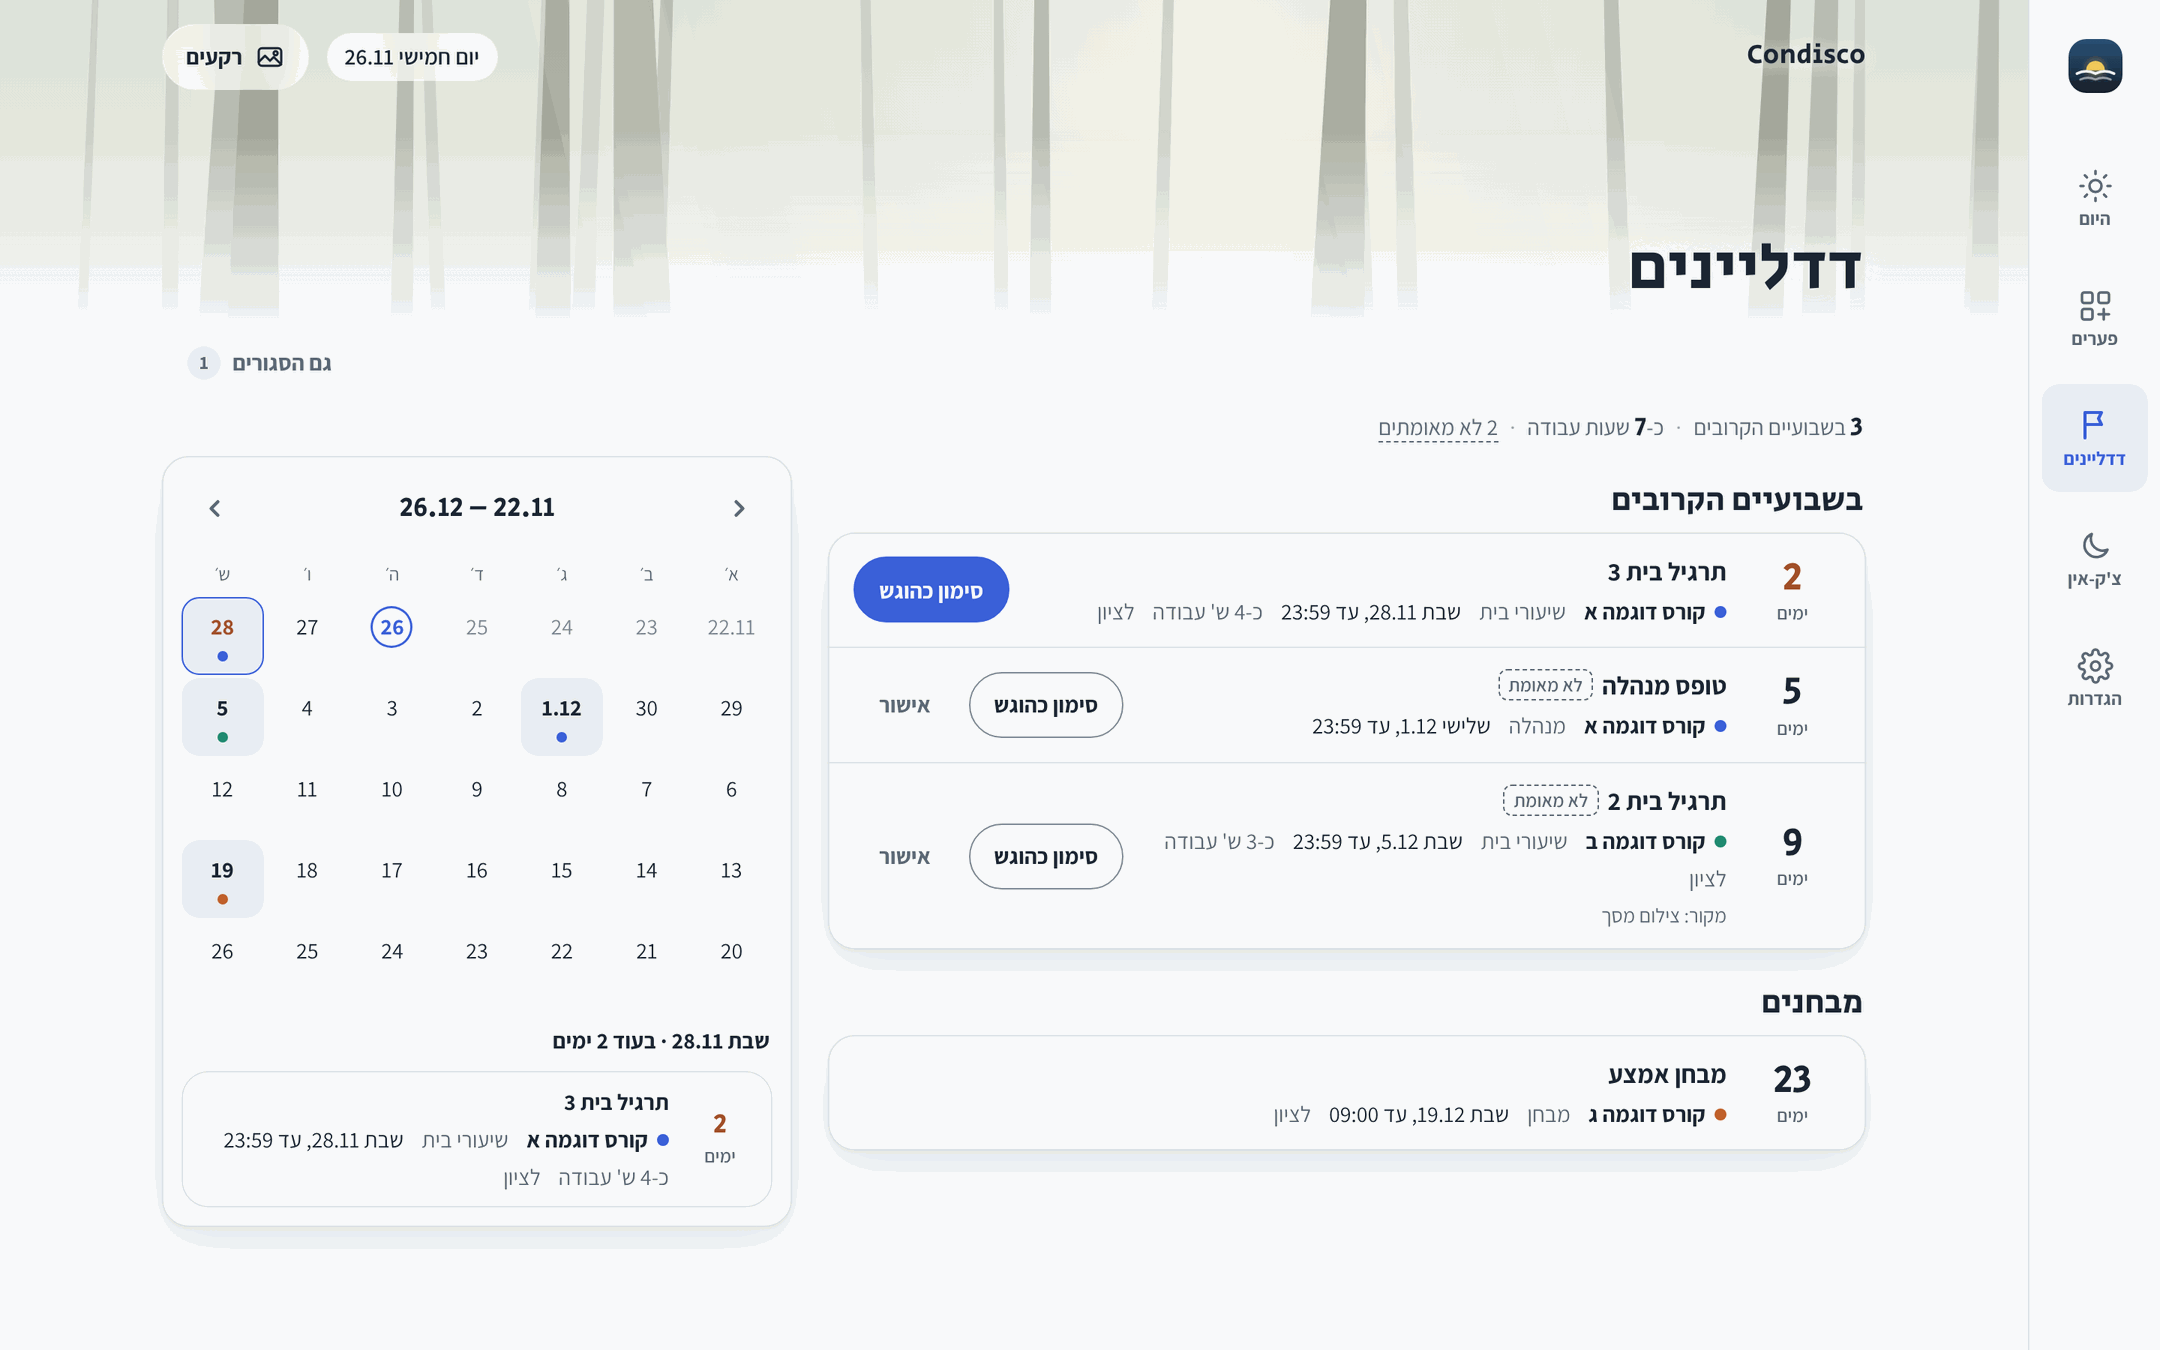 Condisco
יום חמישי 26.11
רקעים
היום
פערים
דדליינים
צ'ק-אין
הגדרות
דדליינים
גם הסגורים 1
3 בשבועיים הקרובים · כ-7 שעות עבודה · 2 לא מאומתים
בשבועיים הקרובים
2 ימים
תרגיל בית 3
קורס דוגמה א שיעורי בית שבת 28.11, עד 23:59 כ-4 ש' עבודה לציון
סימון כהוגש
5 ימים
טופס מנהלה לא מאומת
קורס דוגמה א מנהלה שלישי 1.12, עד 23:59
סימון כהוגש
אישור
9 ימים
תרגיל בית 2 לא מאומת
קורס דוגמה ב שיעורי בית שבת 5.12, עד 23:59 כ-3 ש' עבודה
לציון
מקור: צילום מסך
סימון כהוגש
אישור
מבחנים
23 ימים
מבחן אמצע
קורס דוגמה ג מבחן שבת 19.12, עד 09:00 לציון
22.11 – 26.12
א׳ ב׳ ג׳ ד׳ ה׳ ו׳ ש׳
22.11 23 24 25 26 27 28
29 30 1.12 2 3 4 5
6 7 8 9 10 11 12
13 14 15 16 17 18 19
20 21 22 23 24 25 26
שבת 28.11 · בעוד 2 ימים
2 ימים
תרגיל בית 3
קורס דוגמה א שיעורי בית שבת 28.11, עד 23:59
כ-4 ש' עבודה לציון